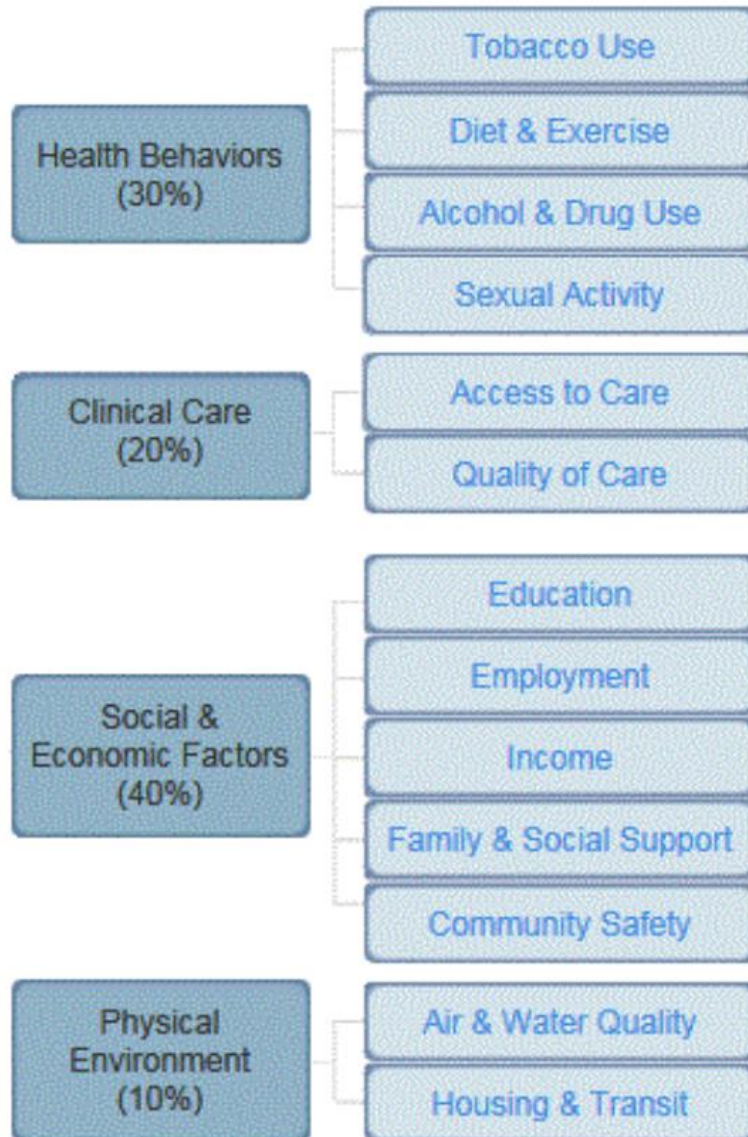 Health Behaviors
(30%)
Tobacco Use
Diet & Exercise
Alcohol & Drug Use
Sexual Activity
Clinical Care
(20%)
Access to Care
Quality of Care
Social &
Economic Factors
(40%)
Education
Employment
Income
Family & Social Support
Community Safety
Physical
Environment
(10%)
Air & Water Quality
Housing & Transit